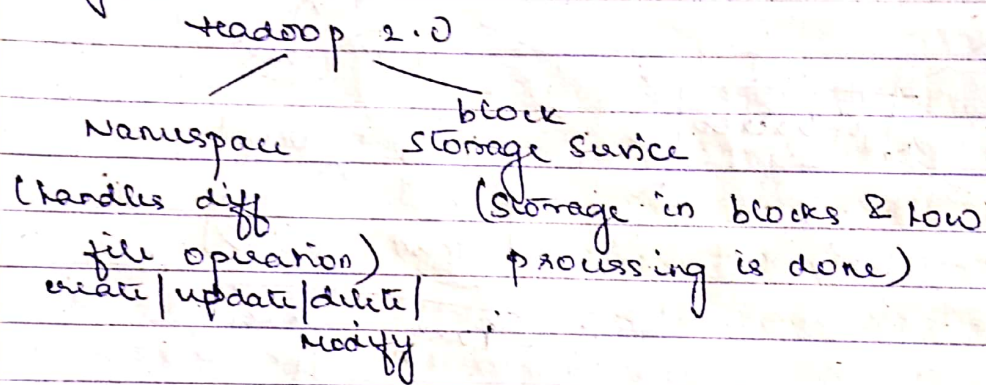 Hadoop 2.0
Namespace
block
storage service
(handles diff
file operation)
create|update|delete|
modify
(storage in blocks & how
processing is done)